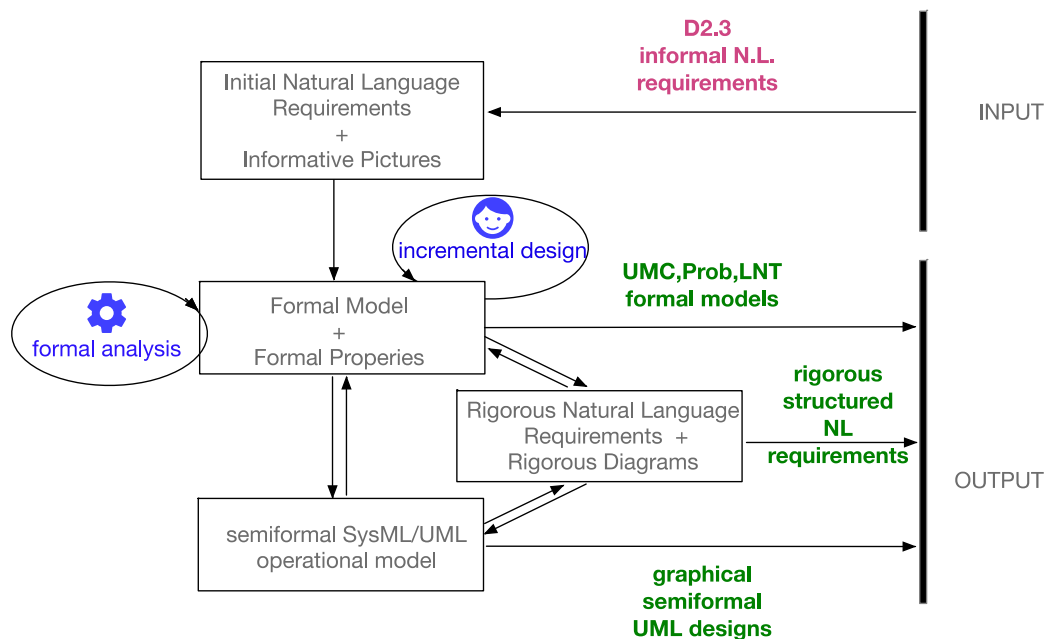 D2.3
informal N.L.
requirements
Initial Natural Language
Requirements
+
Informative Pictures
INPUT
incremental design
UMC,Prob,LNT
formal models
Formal Model
+
Formal Properies
formal analysis
rigorous
structured
NL
requirements
Rigorous Natural Language
Requirements +
Rigorous Diagrams
OUTPUT
semiformal SysML/UML
operational model
graphical
semiformal
UML designs